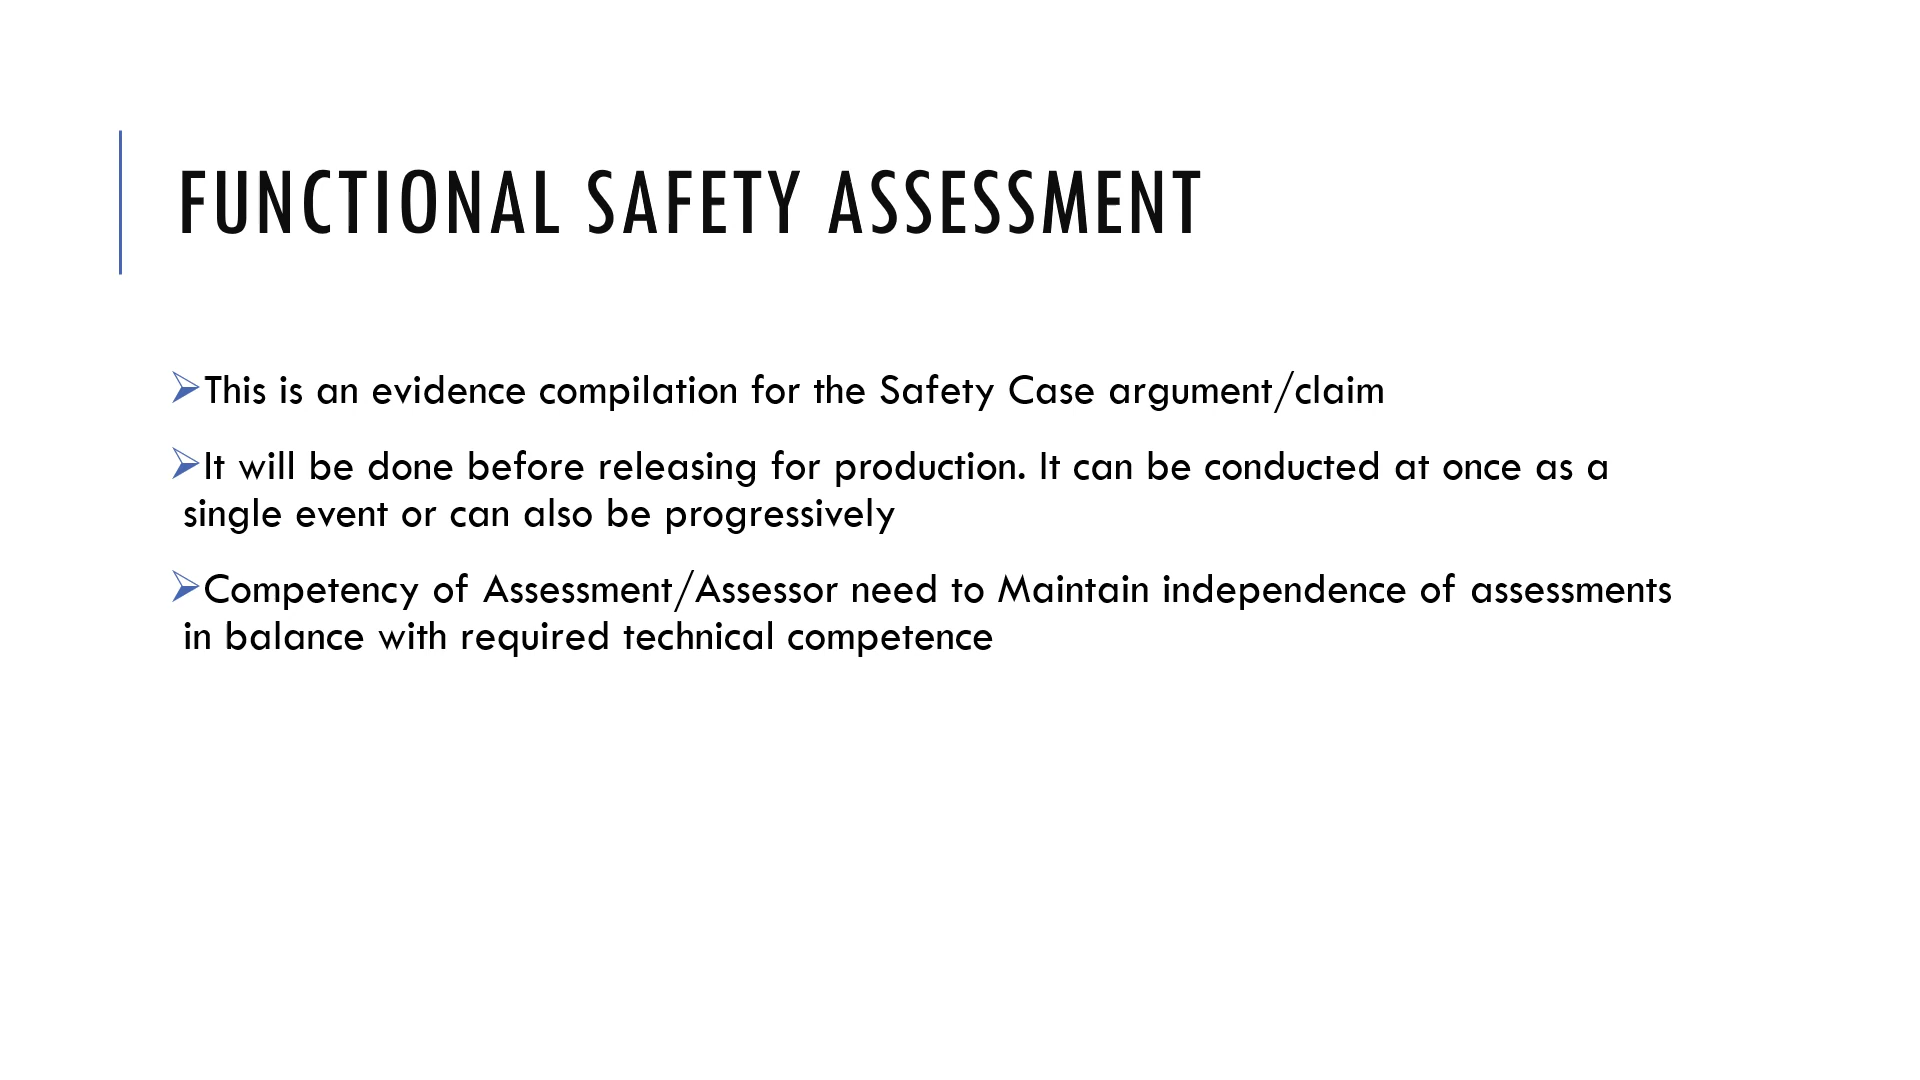 FUNCTIONAL SAFETY ASSESSMENT
This is an evidence compilation for the Safety Case argument/claim
It will be done before releasing for production. It can be conducted at once as a
single event or can also be progressively
Competency of Assessment/Assessor need to Maintain independence of assessments
in balance with required technical competence